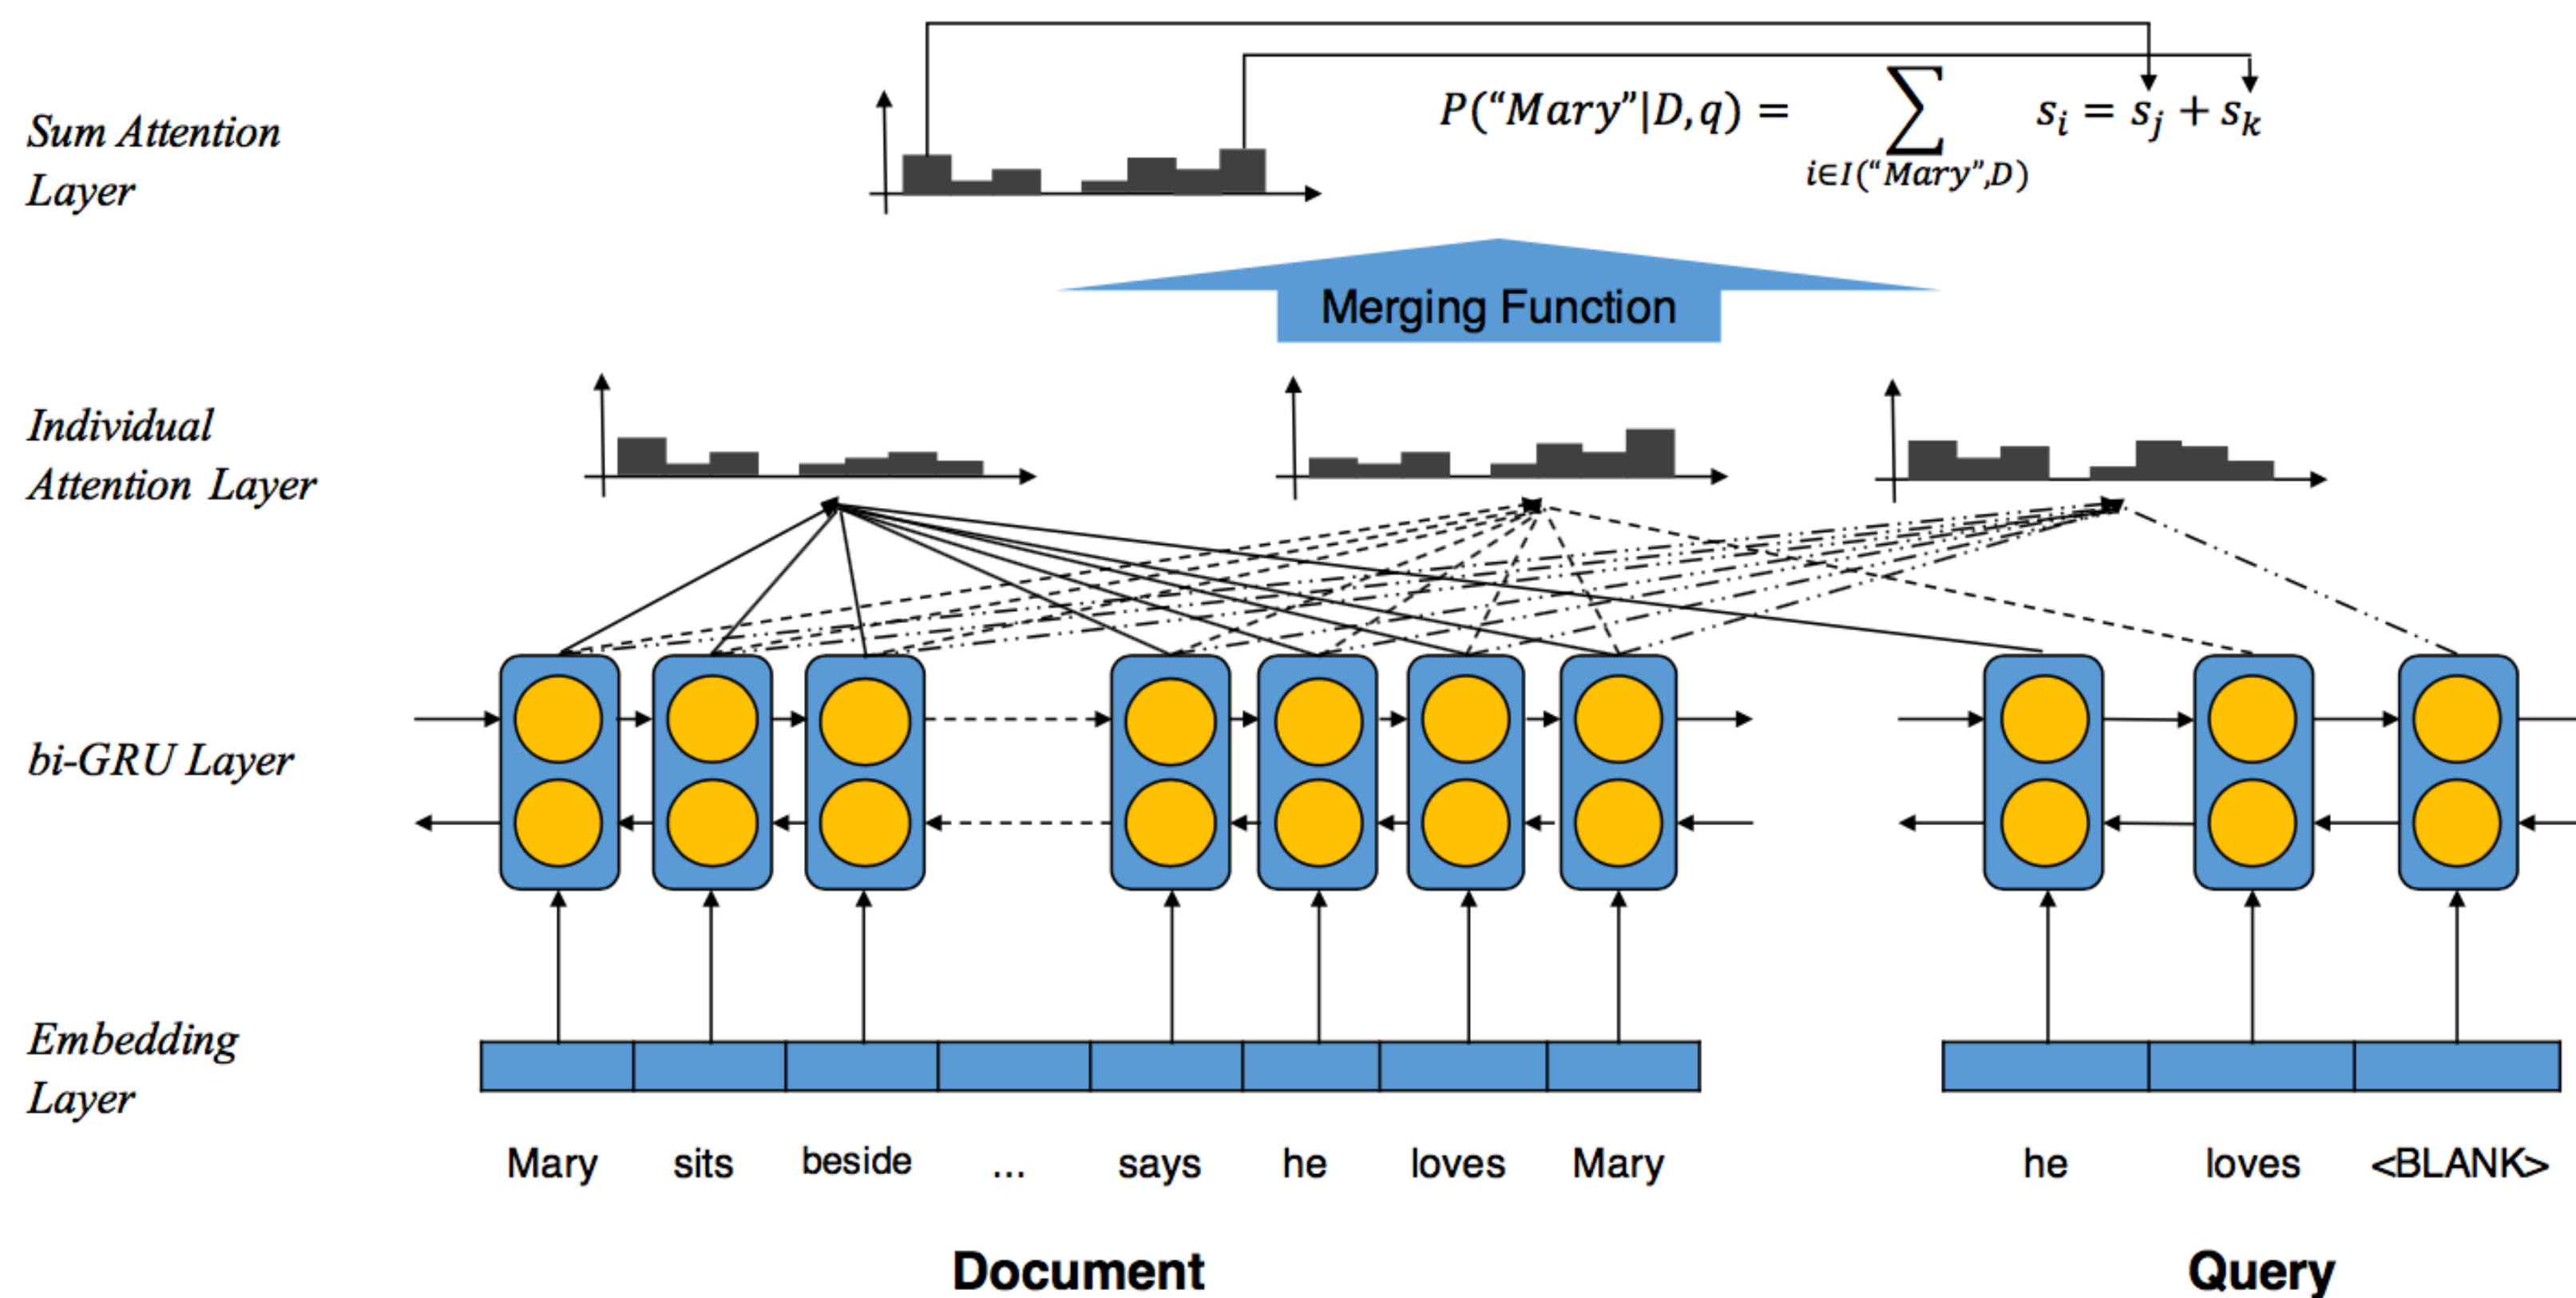 Sum Attention
Layer
P(“Mary”|D,q) = ∑ s_i = s_j + s_k
i∈I(“Mary”,D)
Merging Function
Individual
Attention Layer
bi-GRU Layer
Embedding
Layer
Mary sits beside ... says he loves Mary he loves <BLANK>
Document Query